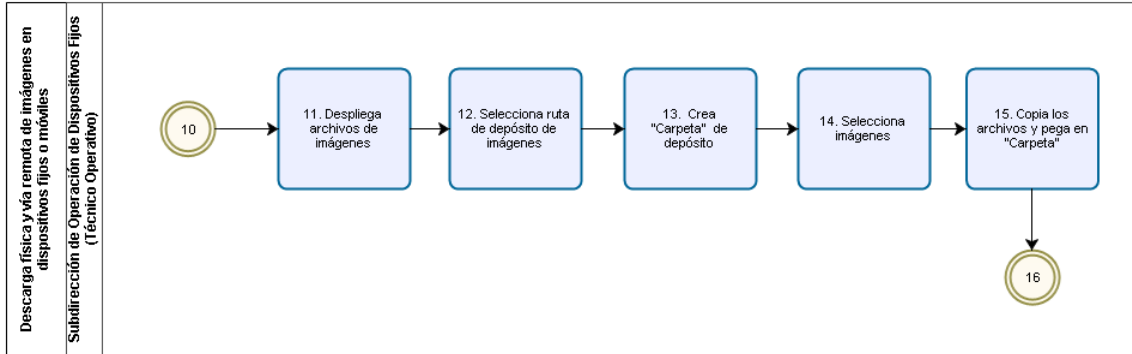 Descarga física y vía remota de imágenes en
dispositivos fijos o móviles
Subdirección de Operación de Dispositivos Fijos
(Técnico Operativo)
10
11. Despliega
archivos de
imágenes
12. Selecciona ruta
de depósito de
imágenes
13.  Crea
"Carpeta"  de
depósito
14. Selecciona
imágenes
15. Copia los
archivos y pega en
"Carpeta"
16